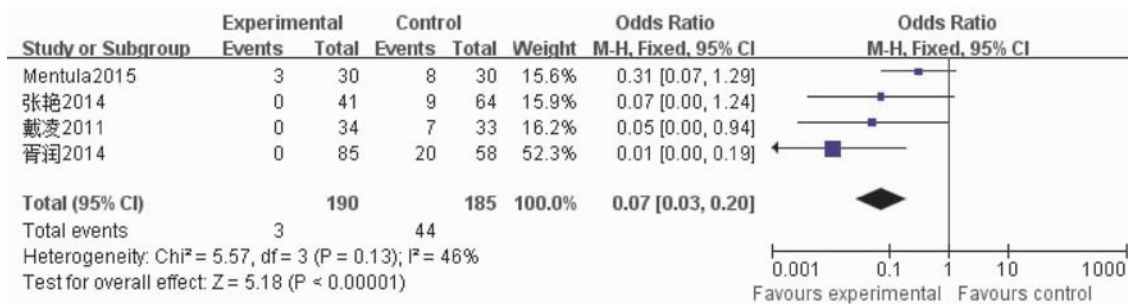 Experimental Control Odds Ratio Odds Ratio
Study or Subgroup Events Total Events Total Weight M-H, Fixed, 95% CI M-H, Fixed, 95% CI
Mentula2015 3 30 8 30 15.6% 0.31 [0.07, 1.29]
张艳2014 0 41 9 64 15.9% 0.07 [0.00, 1.24]
戴凌2011 0 34 7 33 16.2% 0.05 [0.00, 0.94]
胥润2014 0 85 20 58 52.3% 0.01 [0.00, 0.19]
Total (95% CI) 190 185 100.0% 0.07 [0.03, 0.20]
Total events 3 44
Heterogeneity: Chi² = 5.57, df = 3 (P = 0.13); I² = 46%
Test for overall effect: Z = 5.18 (P < 0.00001)
0.001 0.1 1 10 1000
Favours experimental Favours control